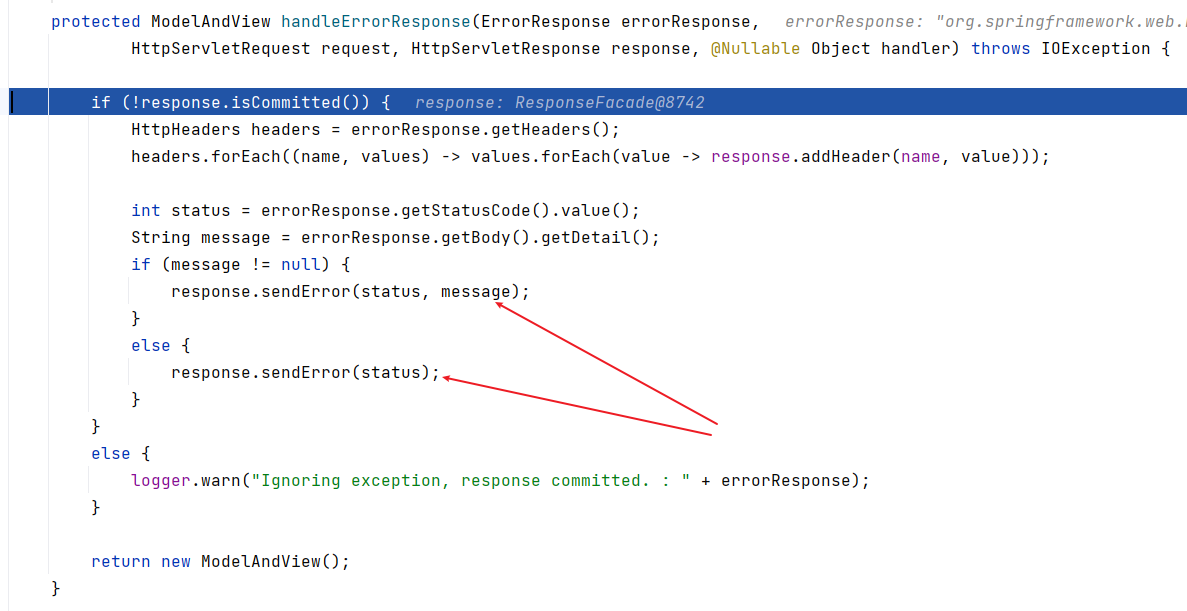 protected ModelAndView handleErrorResponse(ErrorResponse errorResponse,   errorResponse: "org.springframework.web.
        HttpServletRequest request, HttpServletResponse response, @Nullable Object handler) throws IOException {
    if (!response.isCommitted()) {   response: ResponseFacade@8742
        HttpHeaders headers = errorResponse.getHeaders();
        headers.forEach((name, values) -> values.forEach(value -> response.addHeader(name, value)));
        int status = errorResponse.getStatusCode().value();
        String message = errorResponse.getBody().getDetail();
        if (message != null) {
            response.sendError(status, message);
        }
        else {
            response.sendError(status);
        }
    }
    else {
        logger.warn("Ignoring exception, response committed. : " + errorResponse);
    }
    return new ModelAndView();
}